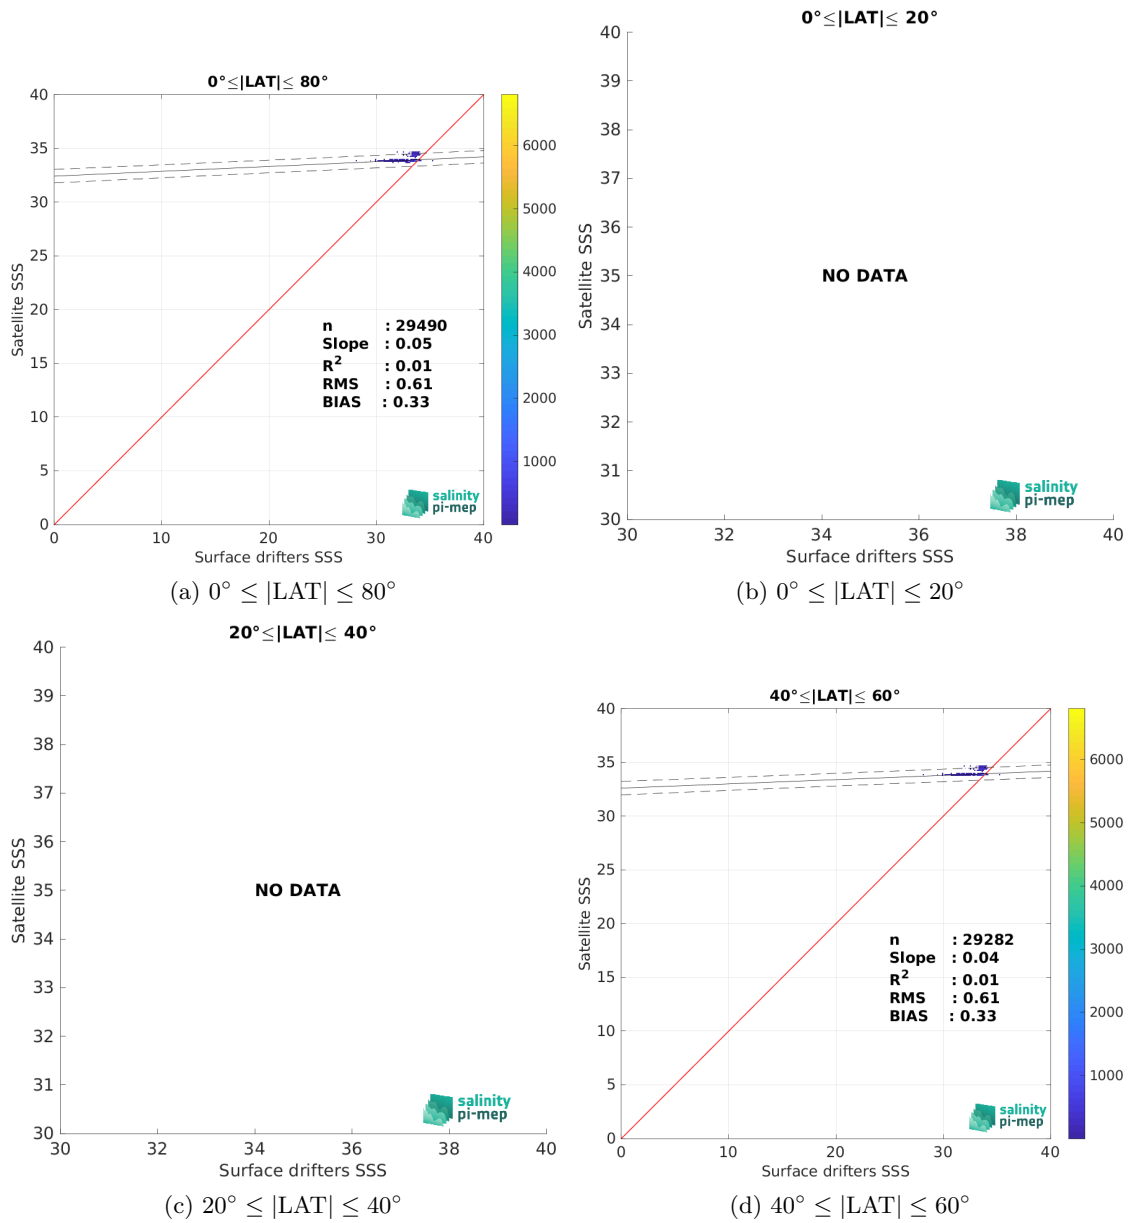 0°≤|LAT|≤ 80°
40
35
30
25
20
15
10
5
0
0
10
20
30
40
Satellite SSS
Surface drifters SSS
n : 29490
Slope : 0.05
R² : 0.01
RMS : 0.61
BIAS : 0.33
salinity
pi-mep
6000
5000
4000
3000
2000
1000
(a) 0° ≤ |LAT| ≤ 80°
0°≤|LAT|≤ 20°
40
39
38
37
36
35
34
33
32
31
30
30
32
34
36
38
40
Satellite SSS
Surface drifters SSS
NO DATA
salinity
pi-mep
(b) 0° ≤ |LAT| ≤ 20°
20°≤|LAT|≤ 40°
40
39
38
37
36
35
34
33
32
31
30
30
32
34
36
38
40
Satellite SSS
Surface drifters SSS
NO DATA
salinity
pi-mep
(c) 20° ≤ |LAT| ≤ 40°
40°≤|LAT|≤ 60°
40
35
30
25
20
15
10
5
0
0
10
20
30
40
Satellite SSS
Surface drifters SSS
n : 29282
Slope : 0.04
R² : 0.01
RMS : 0.61
BIAS : 0.33
salinity
pi-mep
6000
5000
4000
3000
2000
1000
(d) 40° ≤ |LAT| ≤ 60°